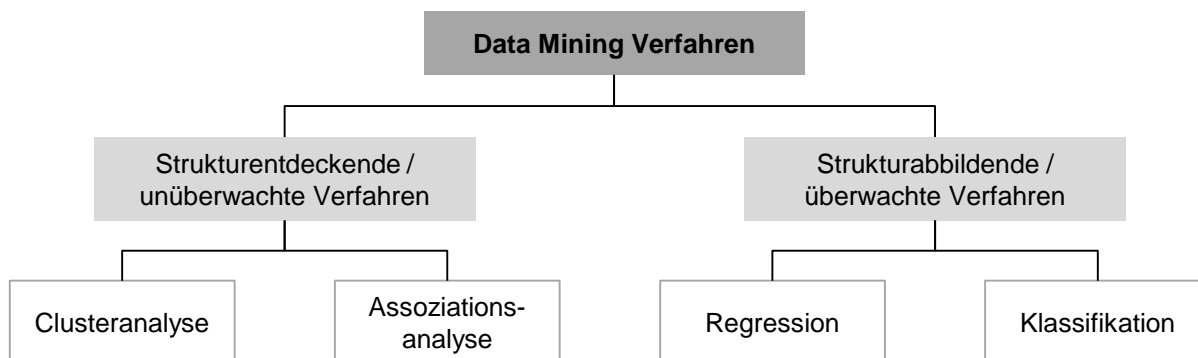 Data Mining Verfahren
Strukturentdeckende /
unüberwachte Verfahren
Strukturabbildende /
überwachte Verfahren
Clusteranalyse
Assoziations-
analyse
Regression
Klassifikation